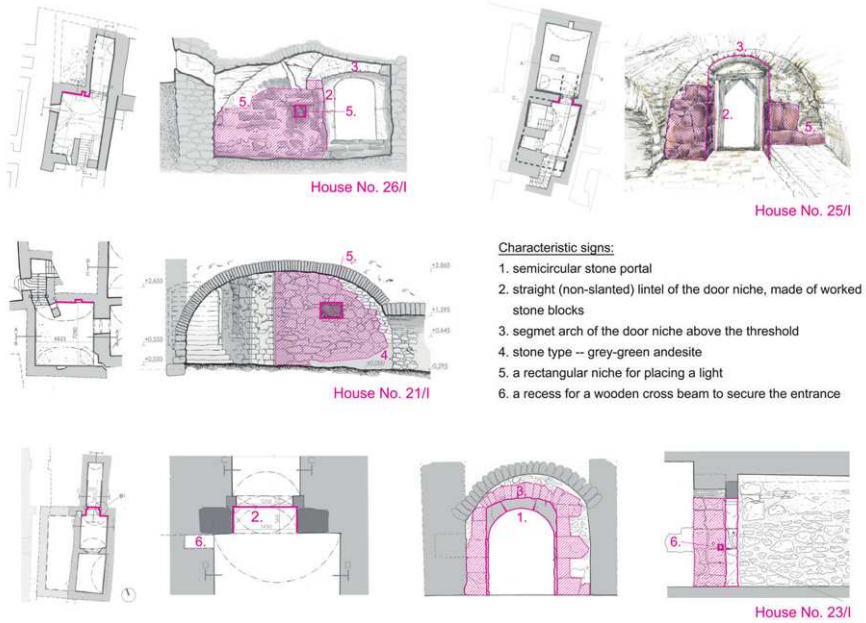 3.
5.
2.
5.
House No. 26/I
3.
2.
5.
House No. 25/I
5.
4.
House No. 21/I
Characteristic signs:
1. semicircular stone portal
2. straight (non-slanted) lintel of the door niche, made of worked
stone blocks
3. segmet arch of the door niche above the threshold
4. stone type -- grey-green andesite
5. a rectangular niche for placing a light
6. a recess for a wooden cross beam to secure the entrance
2.
6.
3.
1.
6.
House No. 23/I